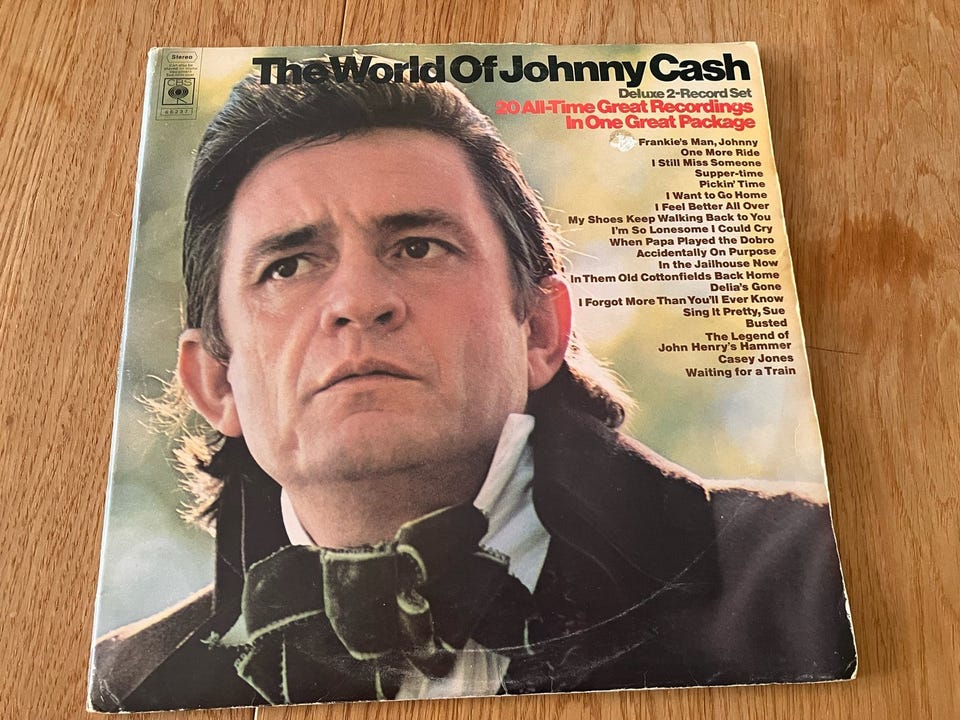 Stereo
CBS
The World Of Johnny Cash
Deluxe 2-Record Set
20 All-Time Great Recordings
In One Great Package
Frankie's Man, Johnny
One More Ride
I Still Miss Someone
Supper-time
Pickin' Time
I Want to Go Home
I Feel Better All Over
My Shoes Keep Walking Back to You
I'm So Lonesome I Could Cry
When Papa Played the Dobro
Accidentally On Purpose
In the Jailhouse Now
In Them Old Cottonfields Back Home
Delia's Gone
I Forgot More Than You'll Ever Know
Sing It Pretty, Sue
Busted
The Legend of
John Henry's Hammer
Casey Jones
Waiting for a Train